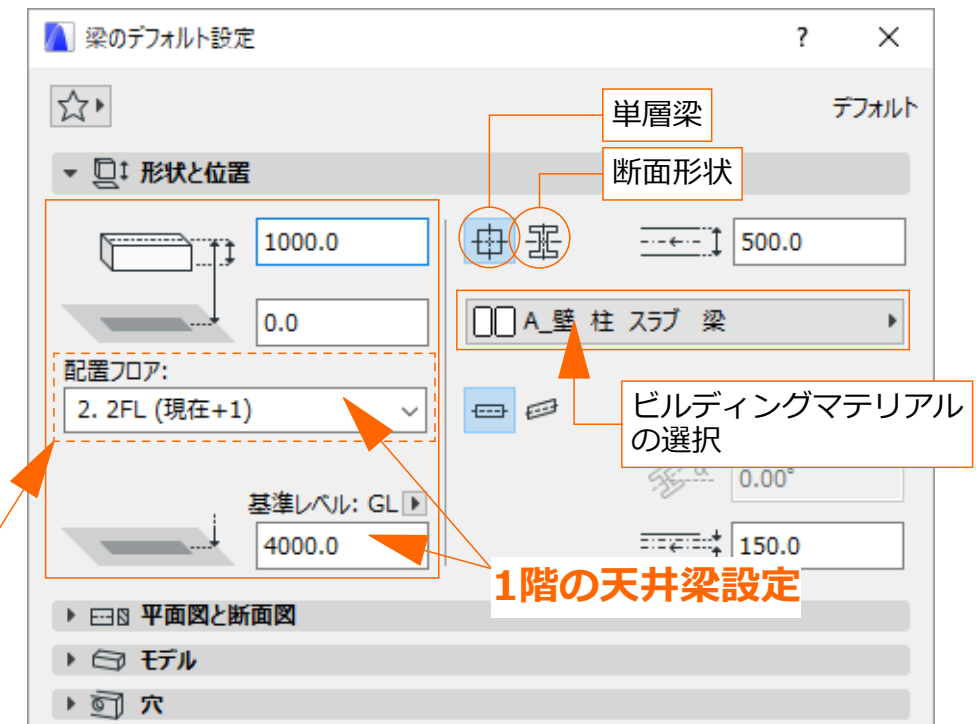 梁のデフォルト設定
?
デフォルト
単層梁
断面形状
形状と位置
1000.0
0.0
配置フロア:
2. 2FL (現在+1)
基準レベル: GL
4000.0
500.0
A_壁 柱 スラブ 梁
ビルディングマテリアル
の選択
α
0.00°
150.0
1階の天井梁設定
平面図と断面図
モデル
穴